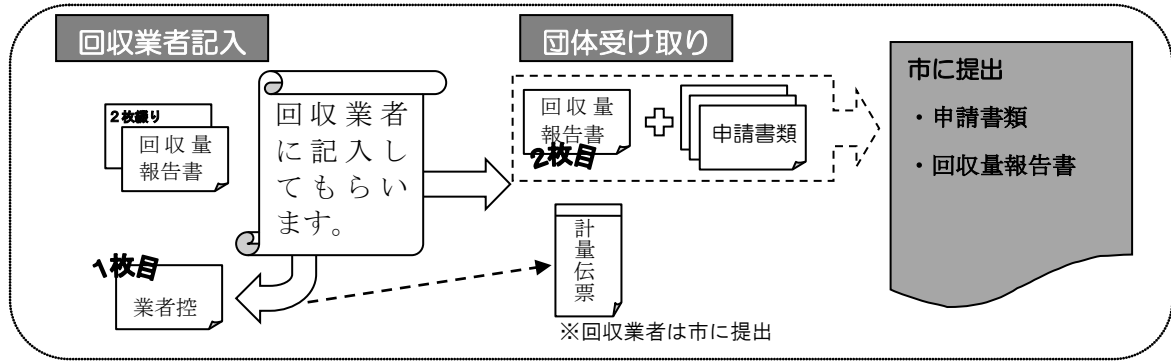 回収業者記入
2枚綴り
回収量
報告書
回収業者
に記入し
てもらい
ます。
1枚目
業者控
団体受け取り
回収量
報告書
2枚目
申請書類
計量伝票
※回収業者は市に提出
市に提出
・申請書類
・回収量報告書